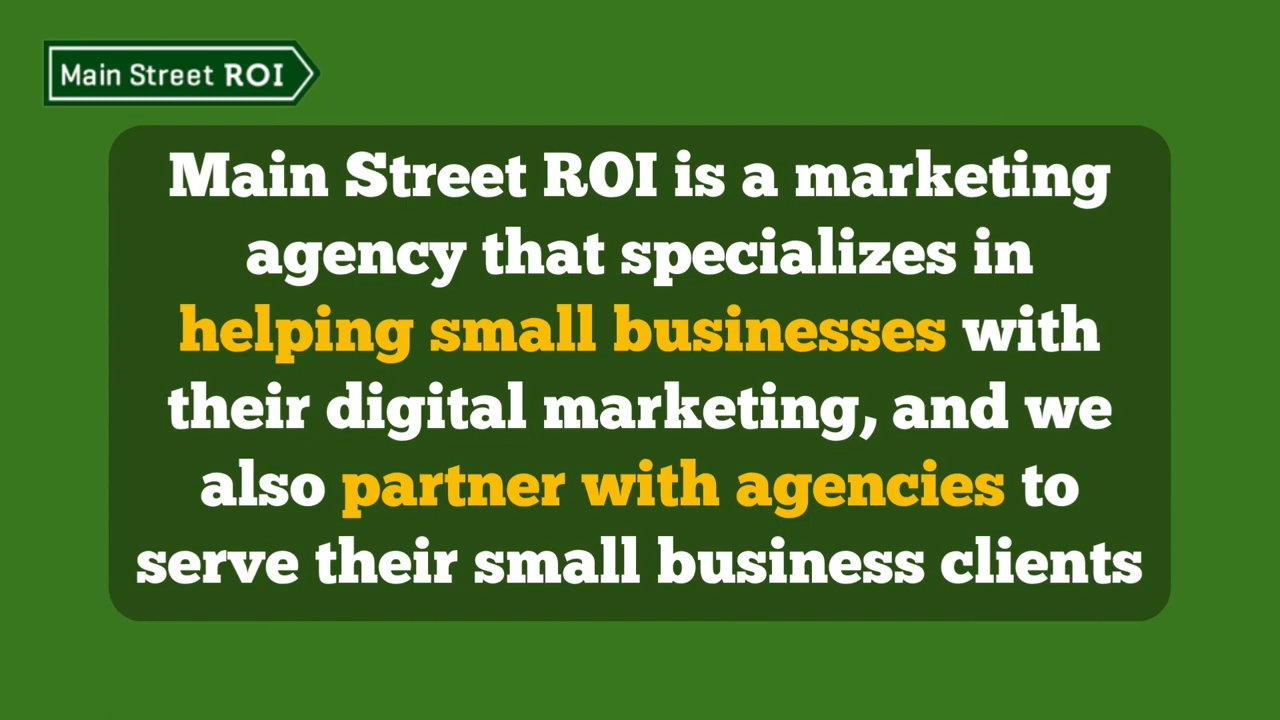 Main Street ROI
Main Street ROI is a marketing
agency that specializes in
helping small businesses with
their digital marketing, and we
also partner with agencies to
serve their small business clients